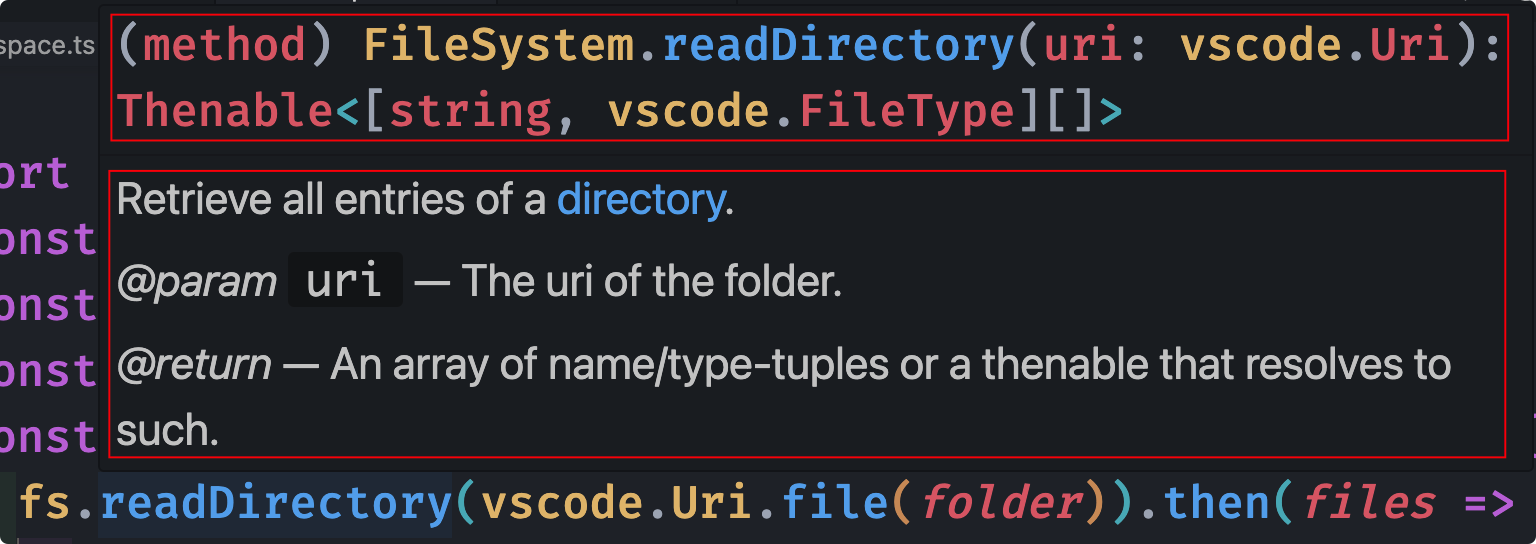 space.ts
(method) FileSystem.readDirectory(uri: vscode.Uri):
Thenable<[string, vscode.FileType][]>
ort
Retrieve all entries of a directory.
onst
@param uri — The uri of the folder.
onst
onst
@return — An array of name/type-tuples or a thenable that resolves to
onst
such.
fs.readDirectory(vscode.Uri.file(folder)).then(files =>